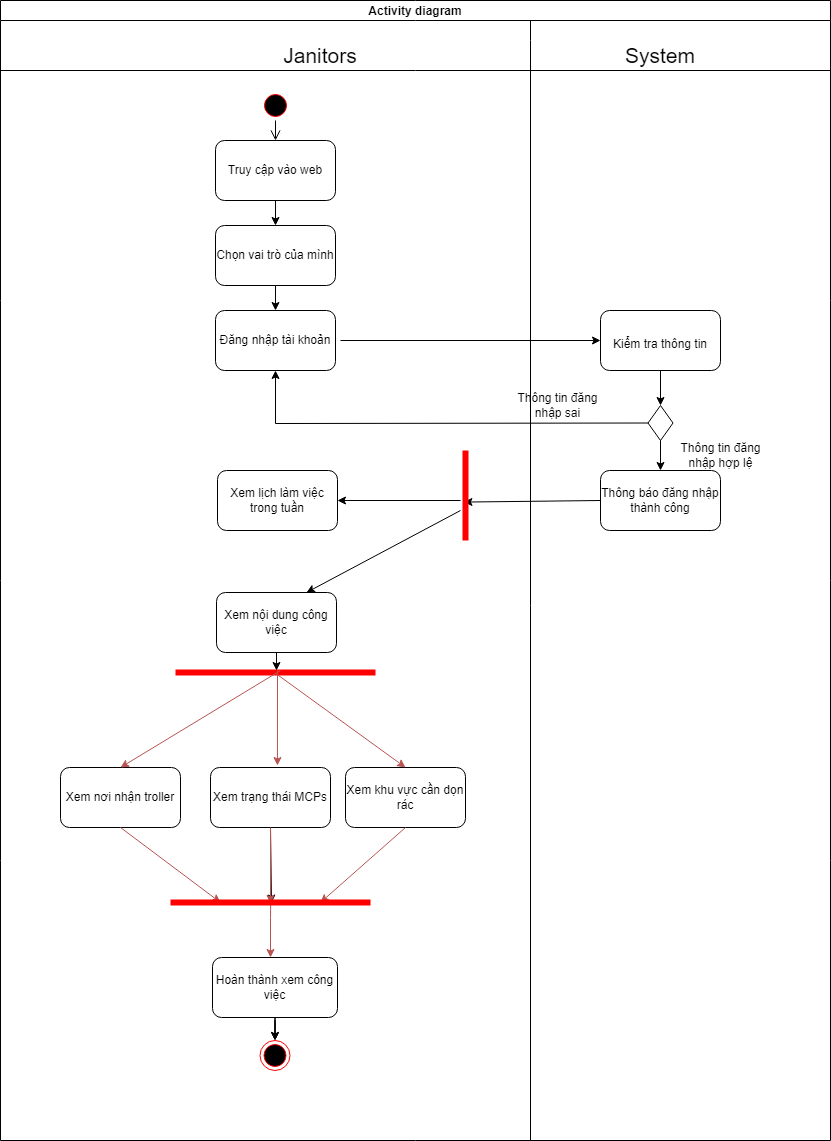 Activity diagram
Janitors
System
Truy cập vào web
Chọn vai trò của mình
Đăng nhập tài khoản
Kiểm tra thông tin
Thông tin đăng
nhập sai
Thông tin đăng
nhập hợp lệ
Xem lịch làm việc
trong tuần
Thông báo đăng nhập
thành công
Xem nội dung công
việc
Xem nơi nhận troller
Xem trạng thái MCPs
Xem khu vực cần dọn
rác
Hoàn thành xem công
việc